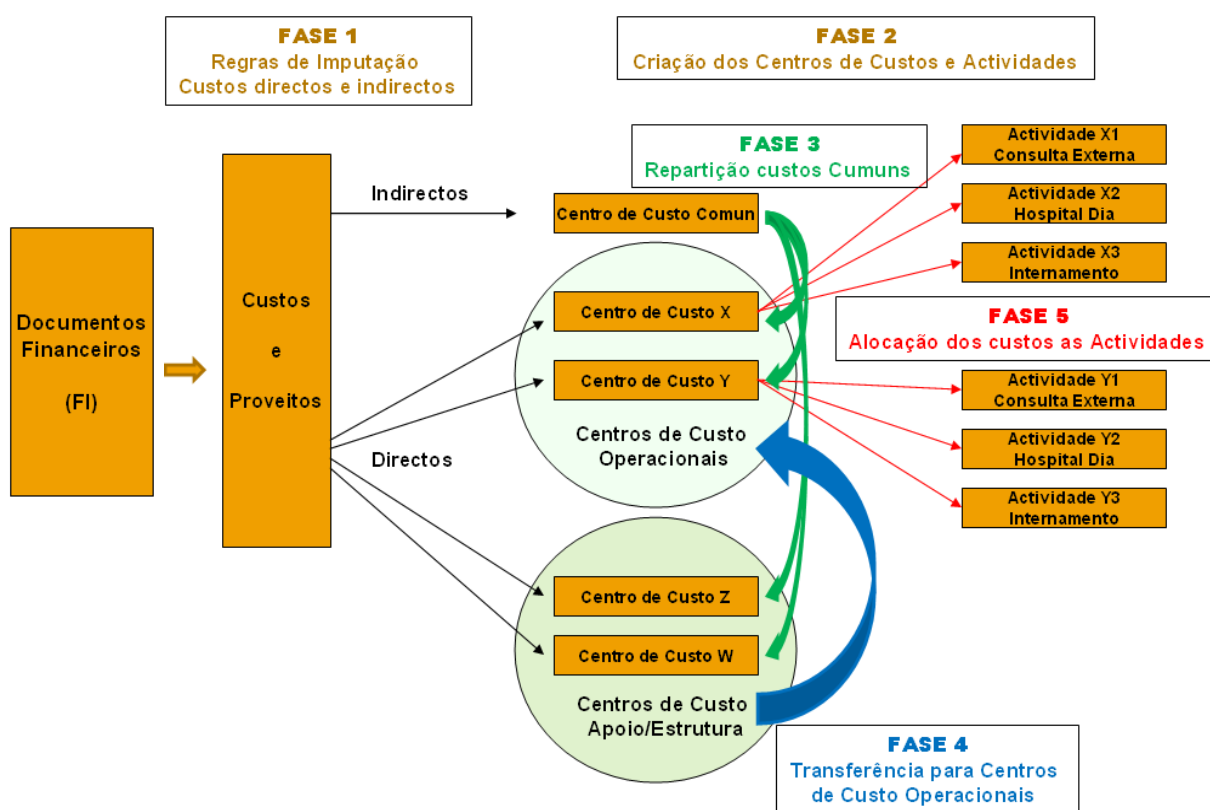 FASE 1
Regras de Imputação
Custos directos e indirectos
FASE 2
Criação dos Centros de Custos e Actividades
FASE 3
Repartição custos Cumuns
Actividade X1
Consulta Externa
Actividade X2
Hospital Dia
Actividade X3
Internamento
Indirectos
Centro de Custo Comun
Documentos
Financeiros
(FI)
Custos
e
Proveitos
Centro de Custo X
Centro de Custo Y
Centros de Custo
Operacionais
Directos
FASE 5
Alocação dos custos as Actividades
Actividade Y1
Consulta Externa
Actividade Y2
Hospital Dia
Actividade Y3
Internamento
Centro de Custo Z
Centro de Custo W
Centros de Custo
Apoio/Estrutura
FASE 4
Transferência para Centros
de Custo Operacionais